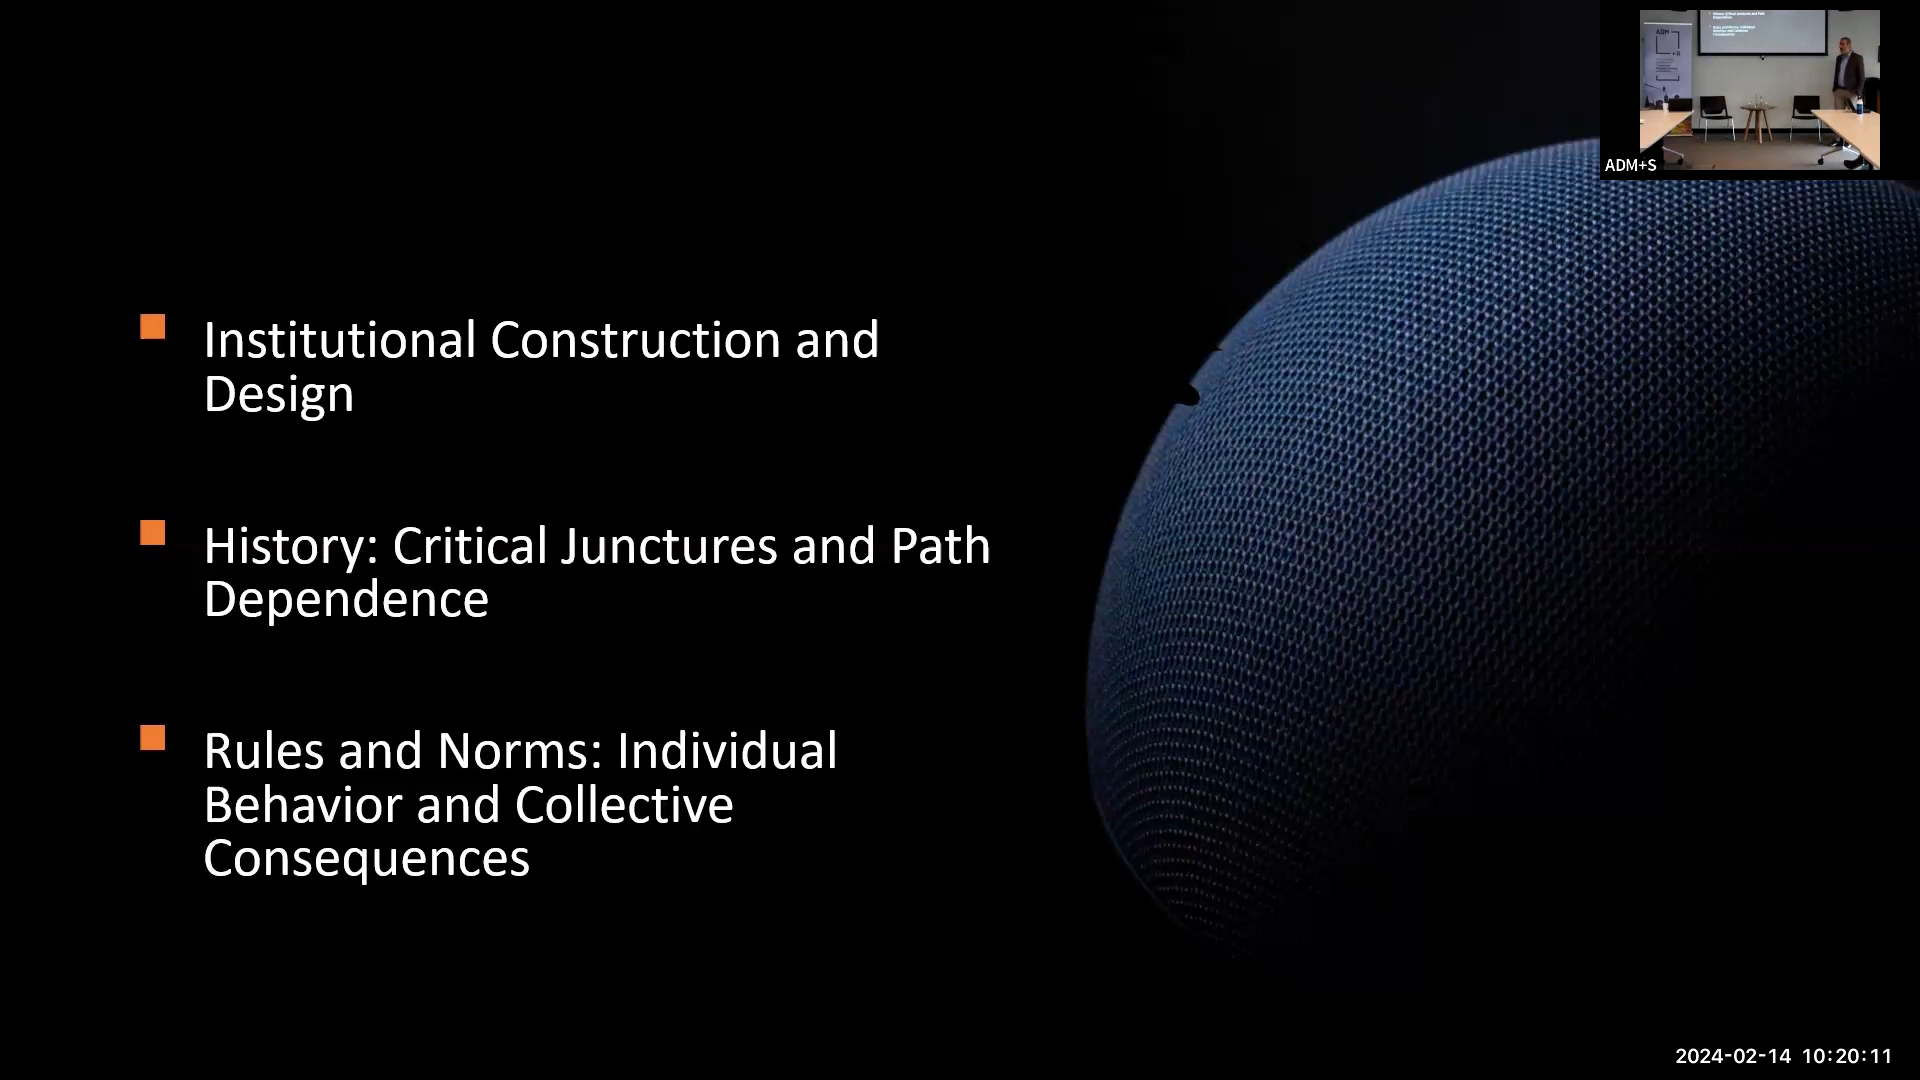 Institutional Construction and
Design
History: Critical Junctures and Path
Dependence
Rules and Norms: Individual
Behavior and Collective
Consequences
ADM
+S
ADM+S
2024-02-14 10:20:11